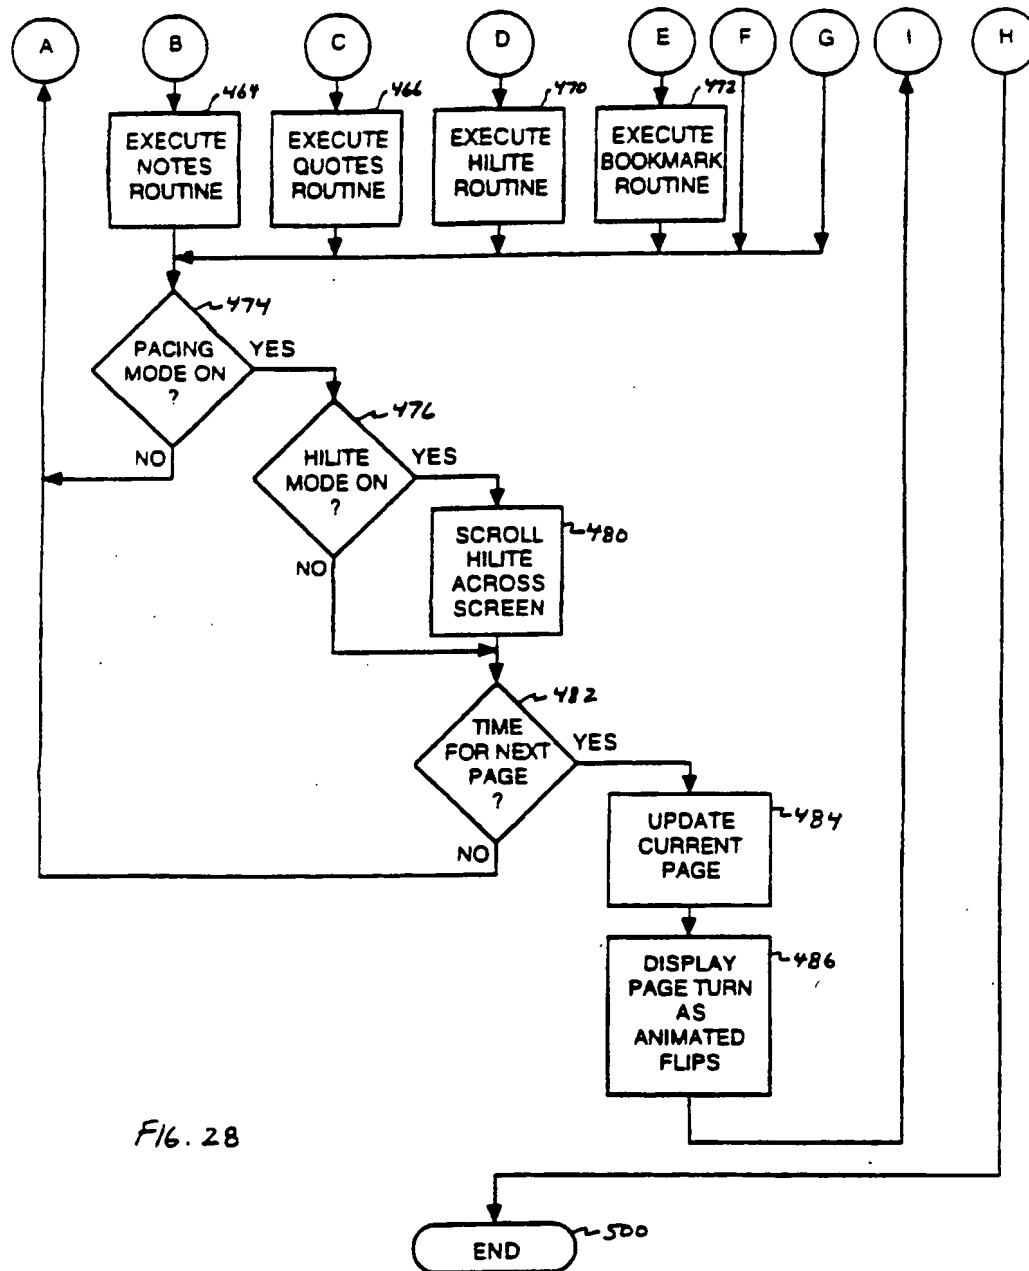 A B C D E F G I H
464 466 470 472
EXECUTE
NOTES
ROUTINE
EXECUTE
QUOTES
ROUTINE
EXECUTE
HILITE
ROUTINE
EXECUTE
BOOKMARK
ROUTINE
474
PACING
MODE ON
?
YES
NO
476
HILITE
MODE ON
?
YES
NO
480
SCROLL
HILITE
ACROSS
SCREEN
482
TIME
FOR NEXT
PAGE
?
YES
NO
484
UPDATE
CURRENT
PAGE
486
DISPLAY
PAGE TURN
AS
ANIMATED
FLIPS
FIG. 28
500
END